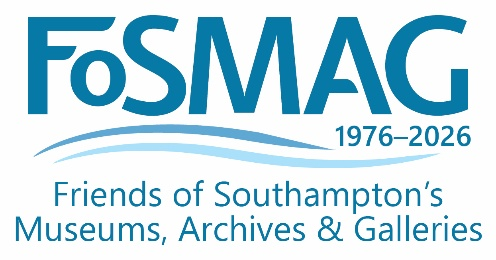 FoSMAG
1976–2026
Friends of Southampton’s
Museums, Archives & Galleries